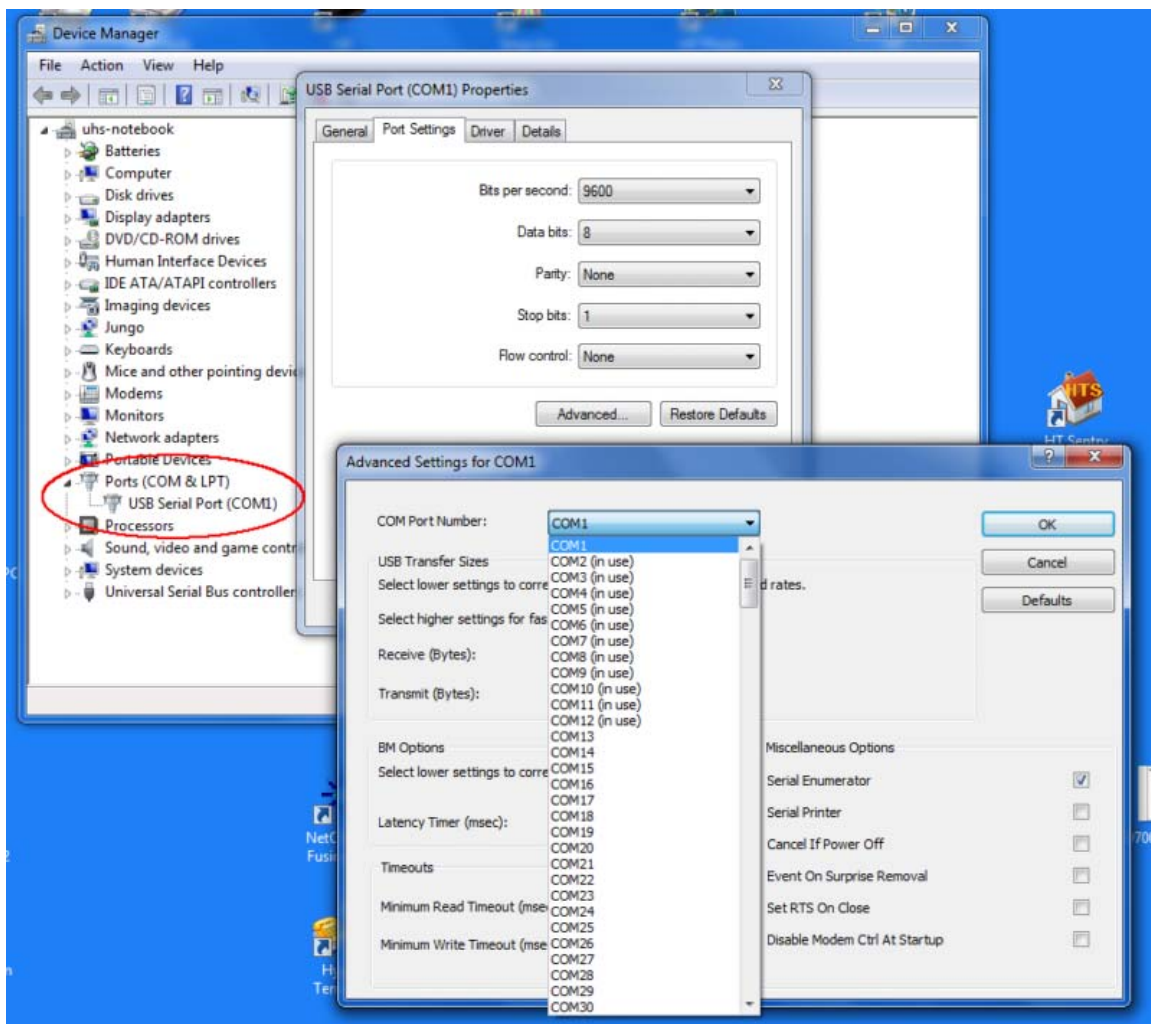 Device Manager
File Action View Help
uhs-notebook
Batteries
Computer
Disk drives
Display adapters
DVD/CD-ROM drives
Human Interface Devices
IDE ATA/ATAPI controllers
Imaging devices
Jungo
Keyboards
Mice and other pointing devic
Modems
Monitors
Network adapters
Portable Devices
Ports (COM & LPT)
USB Serial Port (COM1)
Processors
Sound, video and game contr
System devices
Universal Serial Bus controller
USB Serial Port (COM1) Properties
General Port Settings Driver Details
Bits per second: 9600
Data bits: 8
Parity: None
Stop bits: 1
Flow control: None
Advanced... Restore Defaults
HTS
HT Sentry
Advanced Settings for COM1
COM Port Number: COM1
OK
Cancel
Defaults
USB Transfer Sizes
Select lower settings to corre d rates.
Select higher settings for fas
Receive (Bytes):
Transmit (Bytes):
BM Options
Select lower settings to corre
Latency Timer (msec):
Timeouts
Minimum Read Timeout (mse
Minimum Write Timeout (mse
COM1
COM2 (in use)
COM3 (in use)
COM4 (in use)
COM5 (in use)
COM6 (in use)
COM7 (in use)
COM8 (in use)
COM9 (in use)
COM10 (in use)
COM11 (in use)
COM12 (in use)
COM13
COM14
COM15
COM16
COM17
COM18
COM19
COM20
COM21
COM22
COM23
COM24
COM25
COM26
COM27
COM28
COM29
COM30
Miscellaneous Options
Serial Enumerator
Serial Printer
Cancel If Power Off
Event On Surprise Removal
Set RTS On Close
Disable Modem Ctrl At Startup
NetC
Fusi
Hy
Ter